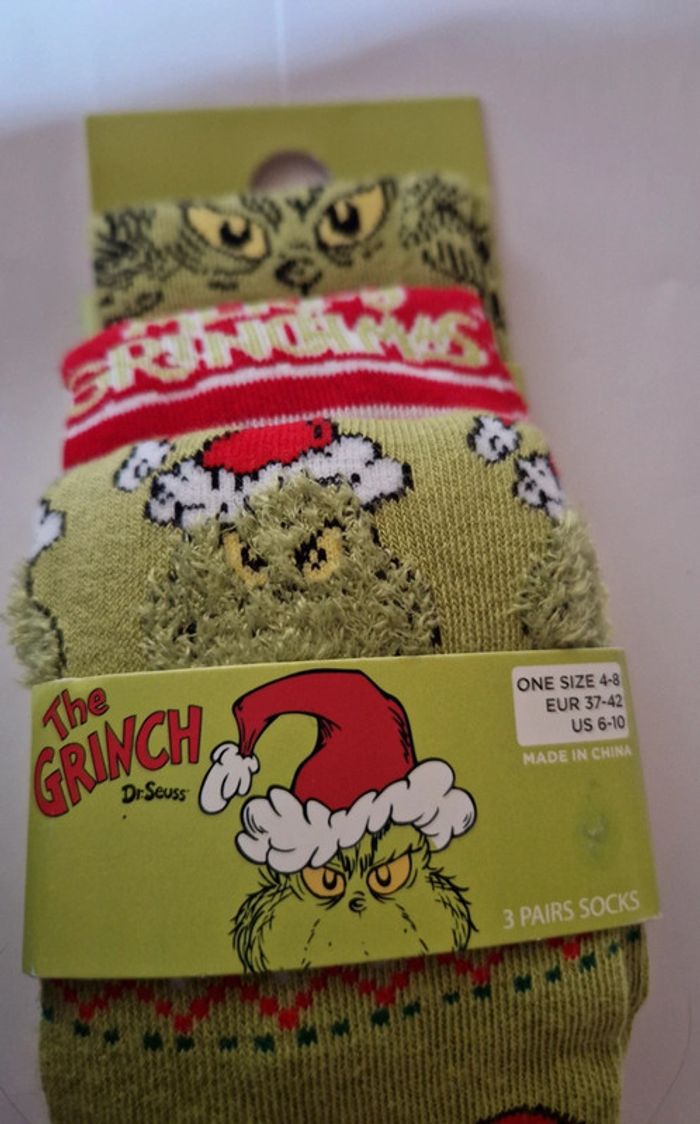 GRINCHMAS
The
GRINCH
Dr. Seuss
ONE SIZE 4-8
EUR 37-42
US 6-10
MADE IN CHINA
3 PAIRS SOCKS